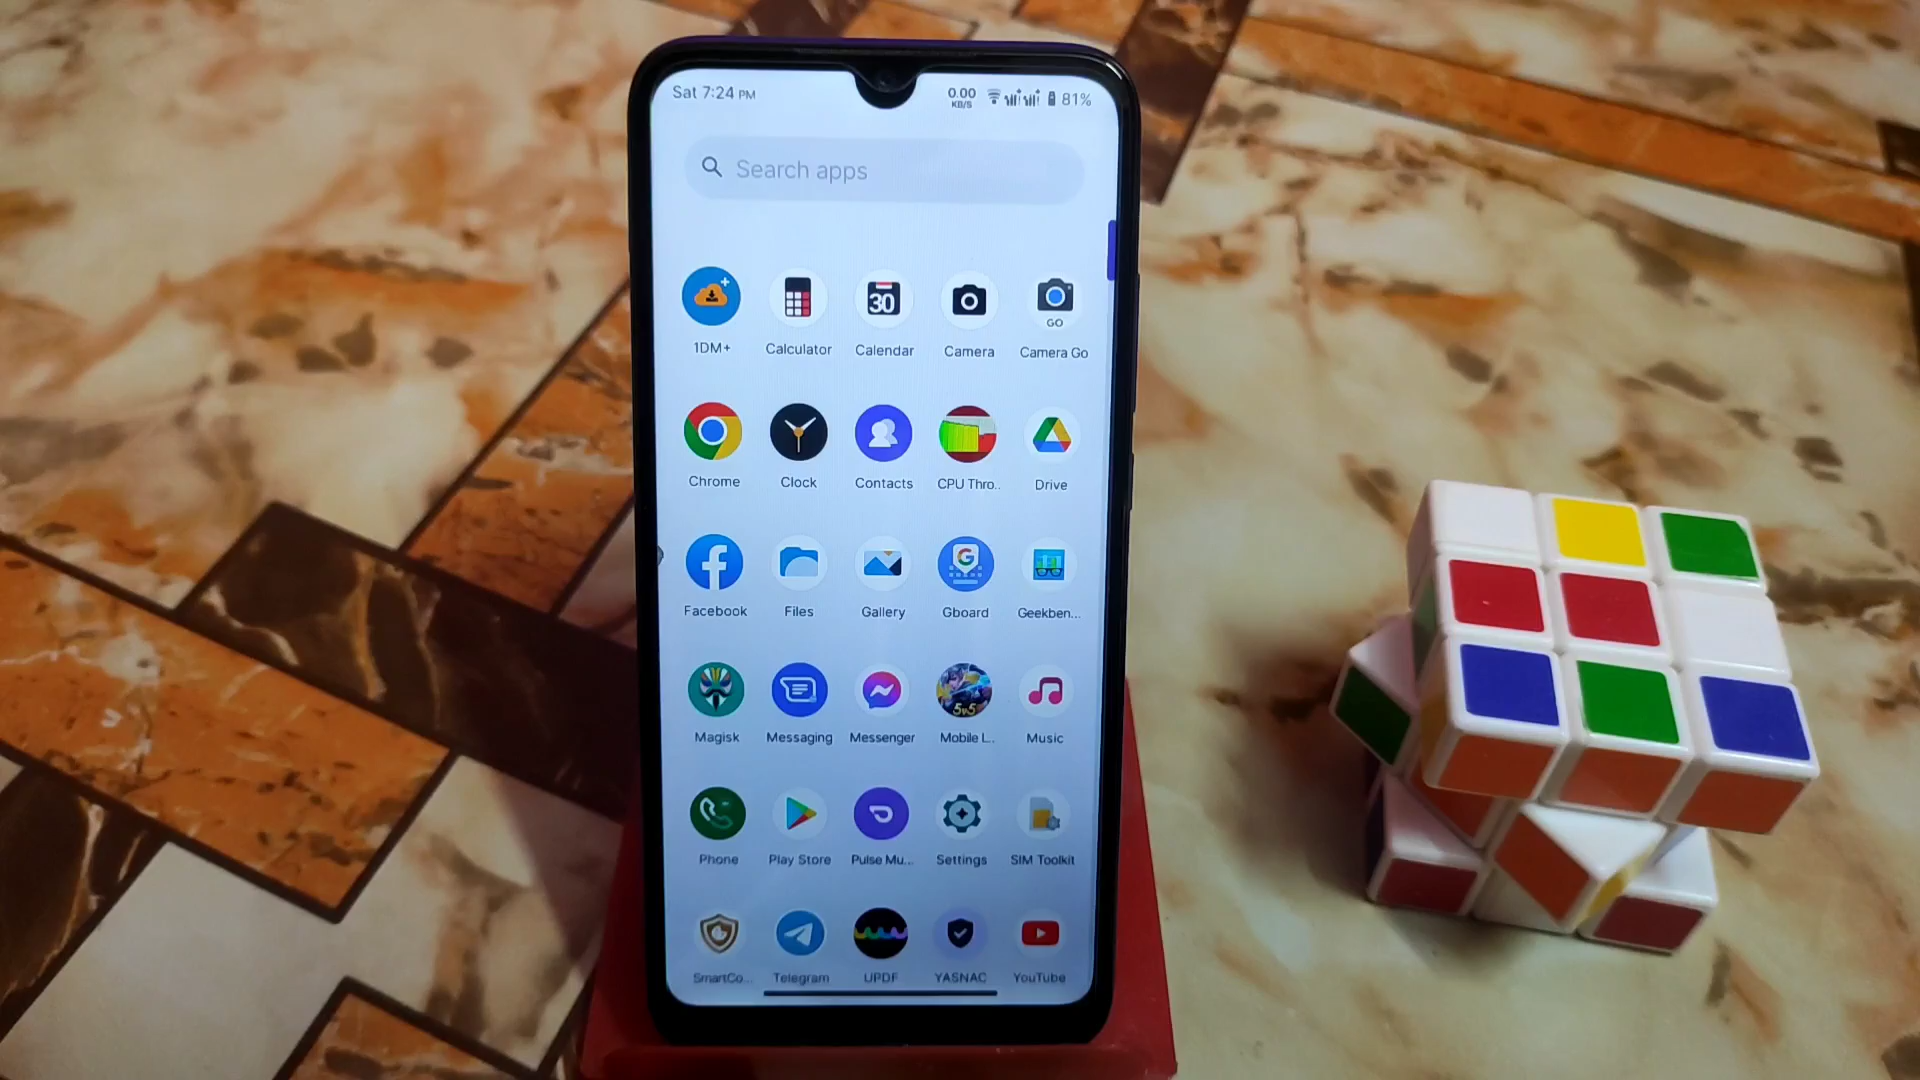 Sat 7:24 PM
0.00 KB/S 81%
Search apps
30
GO
1DM+ Calculator Calendar Camera Camera Go
Chrome Clock Contacts CPU Thro.. Drive
G
Facebook Files Gallery Gboard Geekben...
5v5
Magisk Messaging Messenger Mobile L.. Music
Phone Play Store Pulse Mu... Settings SIM Toolkit
SmartCo... Telegram UPDF YASNAC YouTube